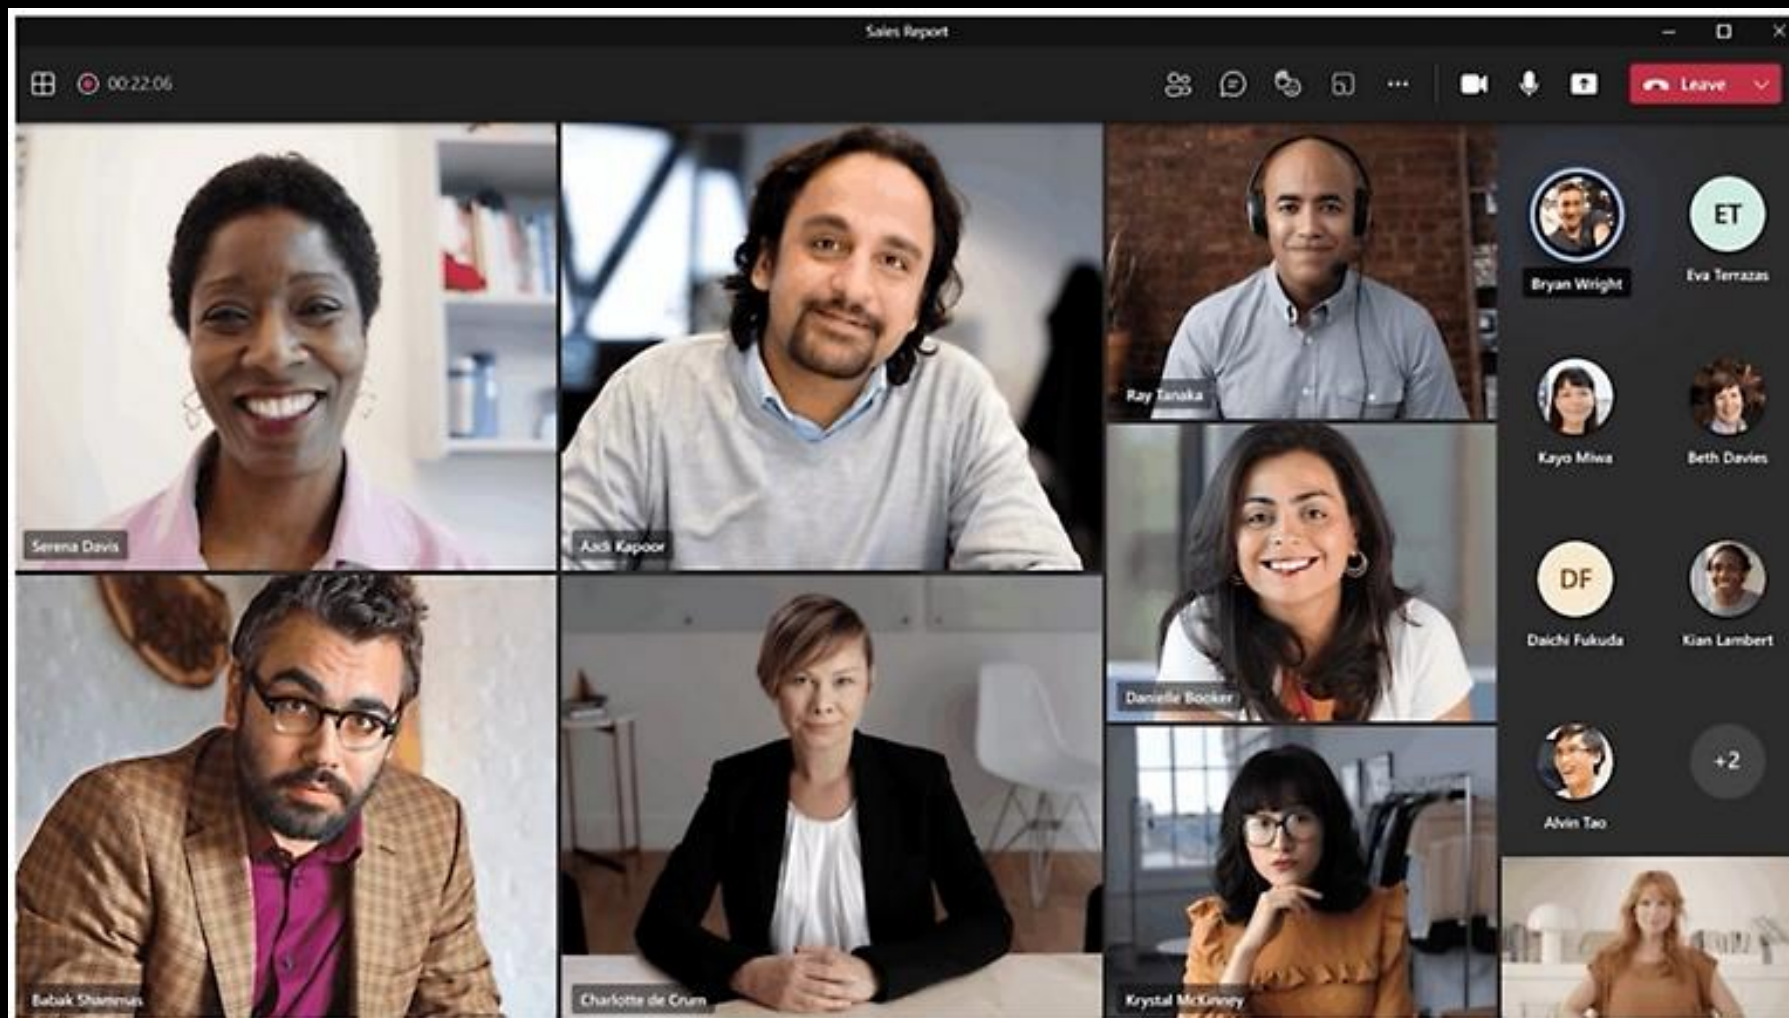 Sales Report
00:22:06
Leave
Serena Davis
Aadi Kapoor
Ray Tanaka
Bryan Wright
ET
Eva Terrazas
Kayo Miwa
Beth Davies
Danielle Booker
DF
Daichi Fukuda
Kian Lambert
Alvin Tao
+2
Babak Shammas
Charlotte de Crum
Krystal McKinney